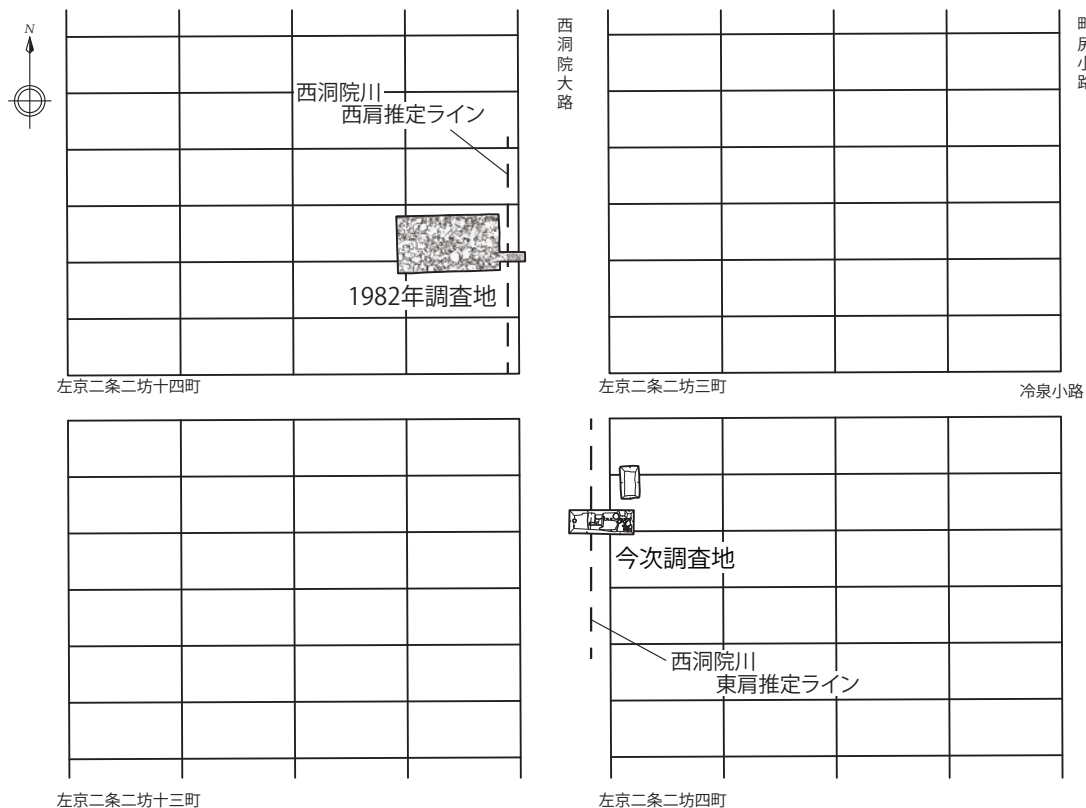 N
西洞院大路
町尻小路
西洞院川
西肩推定ライン
1982年調査地
左京二条二坊十四町
左京二条二坊三町
冷泉小路
今次調査地
西洞院川
東肩推定ライン
左京二条二坊十三町
左京二条二坊四町